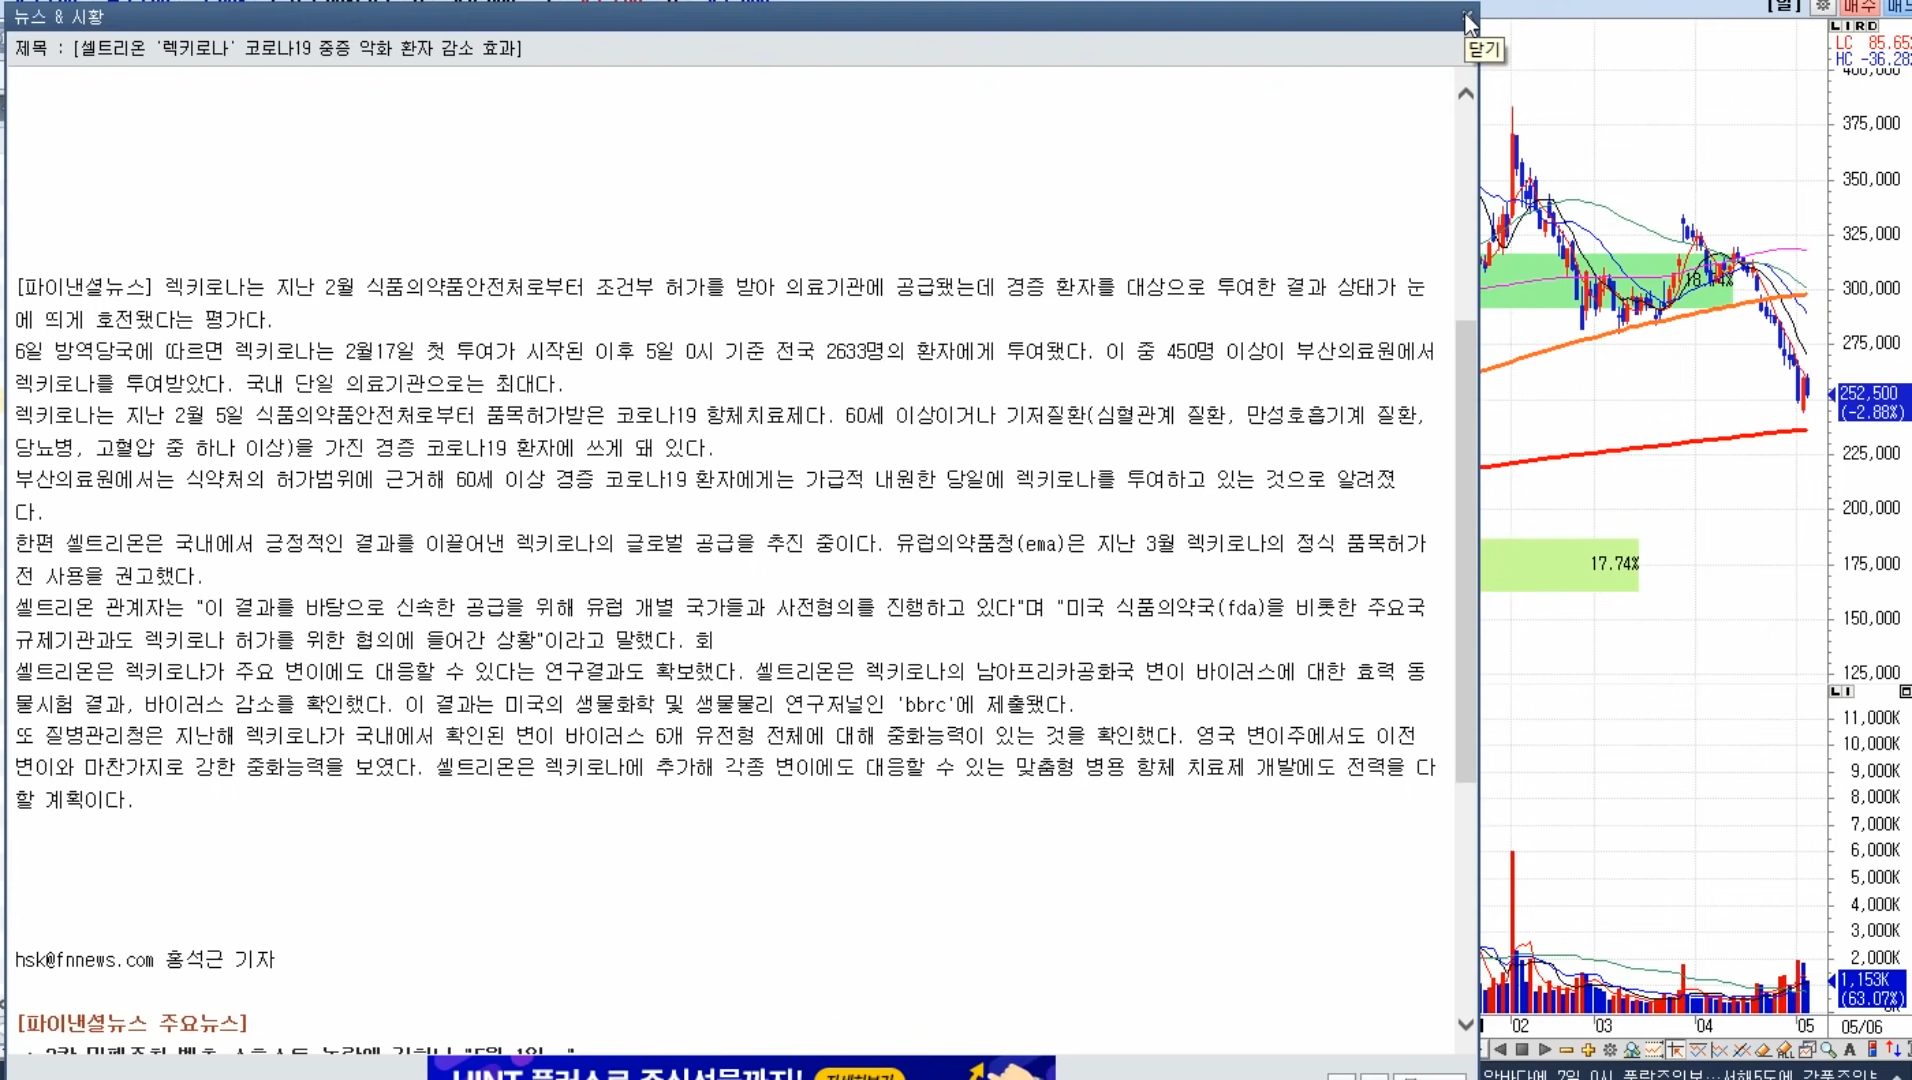 뉴스 & 시황
제목 : [셀트리온 '렉키로나' 코로나19 중증 악화 환자 감소 효과]
닫기
[파이낸셜뉴스] 렉키로나는 지난 2월 식품의약품안전처로부터 조건부 허가를 받아 의료기관에 공급됐는데 경증 환자를 대상으로 투여한 결과 상태가 눈
에 띄게 호전됐다는 평가다.
6일 방역당국에 따르면 렉키로나는 2월17일 첫 투여가 시작된 이후 5일 0시 기준 전국 2633명의 환자에게 투여됐다. 이 중 450명 이상이 부산의료원에서
렉키로나를 투여받았다. 국내 단일 의료기관으로는 최대다.
렉키로나는 지난 2월 5일 식품의약품안전처로부터 품목허가받은 코로나19 항체치료제다. 60세 이상이거나 기저질환(심혈관계 질환, 만성호흡기계 질환,
당뇨병, 고혈압 중 하나 이상)을 가진 경증 코로나19 환자에 쓰게 돼 있다.
부산의료원에서는 식약처의 허가범위에 근거해 60세 이상 경증 코로나19 환자에게는 가급적 내원한 당일에 렉키로나를 투여하고 있는 것으로 알려졌
다.
한편 셀트리온은 국내에서 긍정적인 결과를 이끌어낸 렉키로나의 글로벌 공급을 추진 중이다. 유럽의약품청(ema)은 지난 3월 렉키로나의 정식 품목허가
전 사용을 권고했다.
셀트리온 관계자는 "이 결과를 바탕으로 신속한 공급을 위해 유럽 개별 국가들과 사전협의를 진행하고 있다"며 "미국 식품의약국(fda)을 비롯한 주요국
규제기관과도 렉키로나 허가를 위한 협의에 들어간 상황"이라고 말했다. 회
셀트리온은 렉키로나가 주요 변이에도 대응할 수 있다는 연구결과도 확보했다. 셀트리온은 렉키로나의 남아프리카공화국 변이 바이러스에 대한 효력 동
물시험 결과, 바이러스 감소를 확인했다. 이 결과는 미국의 생물화학 및 생물물리 연구저널인 'bbrc'에 제출됐다.
또 질병관리청은 지난해 렉키로나가 국내에서 확인된 변이 바이러스 6개 유전형 전체에 대해 중화능력이 있는 것을 확인했다. 영국 변이주에서도 이전
변이와 마찬가지로 강한 중화능력을 보였다. 셀트리온은 렉키로나에 추가해 각종 변이에도 대응할 수 있는 맞춤형 병용 항체 치료제 개발에도 전력을 다
할 계획이다.
hsk@fnnews.com 홍석근 기자
[파이낸셜뉴스 주요뉴스]
[일]
매수
LIRD
LC 85.65
HC -36.28
400,000
375,000
350,000
325,000
300,000
275,000
252,500
(-2.88%)
225,000
200,000
175,000
150,000
125,000
17.74%
LI
11,000K
10,000K
9,000K
8,000K
7,000K
6,000K
5,000K
4,000K
3,000K
2,000K
1,153K
(63.07%)
02 03 04 05 05/06